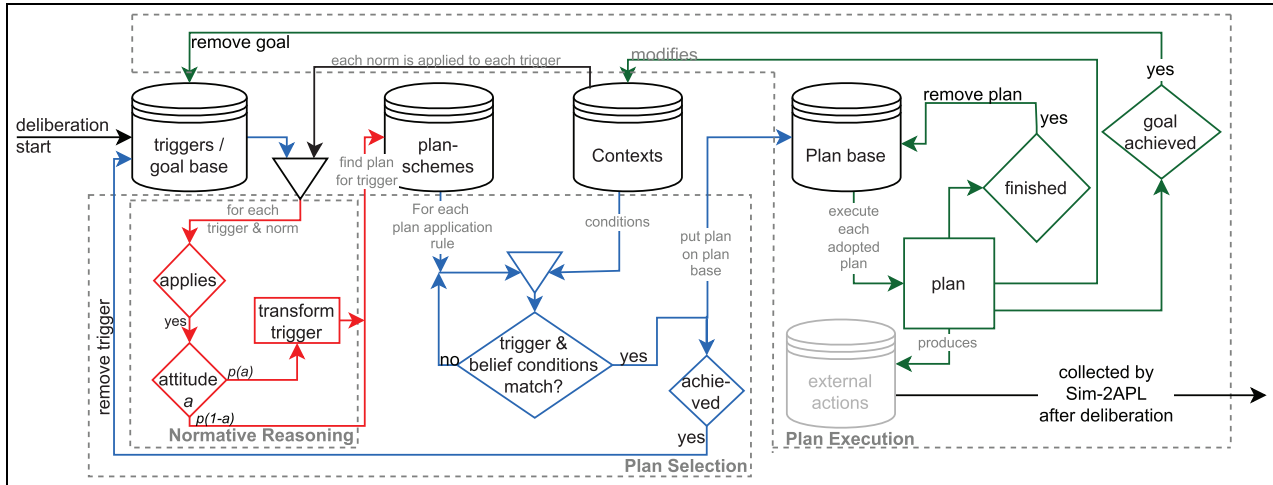 remove goal
modifies
each norm is applied to each trigger
yes
remove plan
yes
deliberation
start
triggers /
goal base
plan-
schemes
Contexts
Plan base
goal
achieved
find plan
for trigger
finished
for each
trigger & norm
For each
plan application
rule
conditions
put plan
on plan
base
execute
each
adopted
plan
applies
plan
yes
transform
trigger
remove trigger
no
trigger &
belief conditions
match?
yes
produces
attitude
a
p(a)
p(1-a)
achie-
ved
external
actions
collected by
Sim-2APL
after deliberation
yes
Normative Reasoning
Plan Selection
Plan Execution